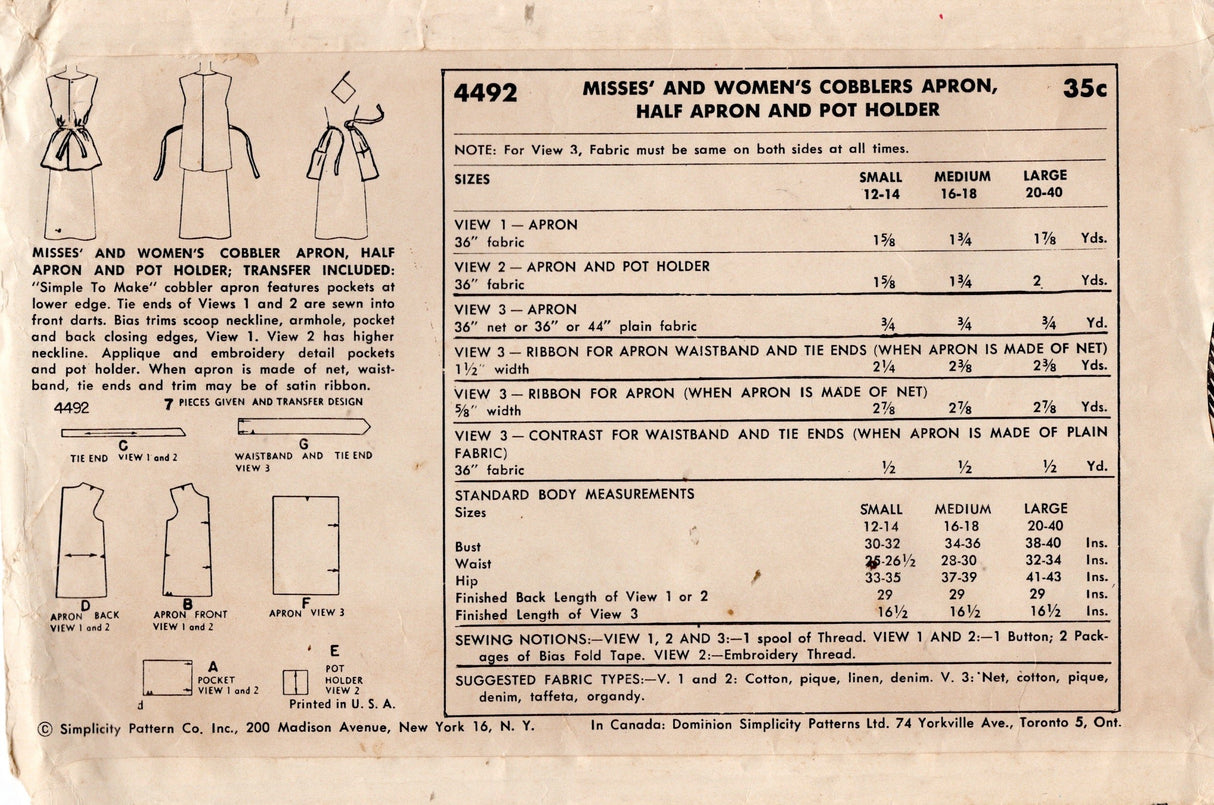 MISSES' AND WOMEN'S COBBLER APRON, HALF
APRON AND POT HOLDER; TRANSFER INCLUDED:
"Simple To Make" cobbler apron features pockets at
lower edge. Tie ends of Views 1 and 2 are sewn into
front darts. Bias trims scoop neckline, armhole, pocket
and back closing edges, View 1. View 2 has higher
neckline. Applique and embroidery detail pockets
and pot holder. When apron is made of net, waist-
band, tie ends and trim may be of satin ribbon.
4492 7 PIECES GIVEN AND TRANSFER DESIGN
C
TIE END VIEW 1 and 2
G
WAISTBAND AND TIE END
VIEW 3
D
APRON BACK
VIEW 1 and 2
B
APRON FRONT
VIEW 1 and 2
F
APRON VIEW 3
A
POCKET
VIEW 1 and 2
E
POT
HOLDER
VIEW 2
d
Printed in U. S. A.
4492 MISSES' AND WOMEN'S COBBLERS APRON, 35c
HALF APRON AND POT HOLDER
NOTE: For View 3, Fabric must be same on both sides at all times.
SIZES SMALL MEDIUM LARGE
12-14 16-18 20-40
VIEW 1 — APRON
36" fabric 1⅝ 1¾ 1⅞ Yds.
VIEW 2 — APRON AND POT HOLDER
36" fabric 1⅝ 1¾ 2 Yds.
VIEW 3 — APRON
36" net or 36" or 44" plain fabric ¾ ¾ ¾ Yd.
VIEW 3 — RIBBON FOR APRON WAISTBAND AND TIE ENDS (WHEN APRON IS MADE OF NET)
1½" width 2¼ 2⅜ 2⅜ Yds.
VIEW 3 — RIBBON FOR APRON (WHEN APRON IS MADE OF NET)
⅝" width 2⅞ 2⅞ 2⅞ Yds.
VIEW 3 — CONTRAST FOR WAISTBAND AND TIE ENDS (WHEN APRON IS MADE OF PLAIN
FABRIC)
36" fabric ½ ½ ½ Yd.
STANDARD BODY MEASUREMENTS
Sizes SMALL MEDIUM LARGE
12-14 16-18 20-40
Bust 30-32 34-36 38-40 Ins.
Waist 25-26½ 28-30 32-34 Ins.
Hip 33-35 37-39 41-43 Ins.
Finished Back Length of View 1 or 2 29 29 29 Ins.
Finished Length of View 3 16½ 16½ 16½ Ins.
SEWING NOTIONS:—VIEW 1, 2 AND 3:—1 spool of Thread. VIEW 1 AND 2:—1 Button; 2 Pack-
ages of Bias Fold Tape. VIEW 2:—Embroidery Thread.
SUGGESTED FABRIC TYPES:—V. 1 and 2: Cotton, pique, linen, denim. V. 3: Net, cotton, pique,
denim, taffeta, organdy.
© Simplicity Pattern Co. Inc., 200 Madison Avenue, New York 16, N. Y. In Canada: Dominion Simplicity Patterns Ltd. 74 Yorkville Ave., Toronto 5, Ont.